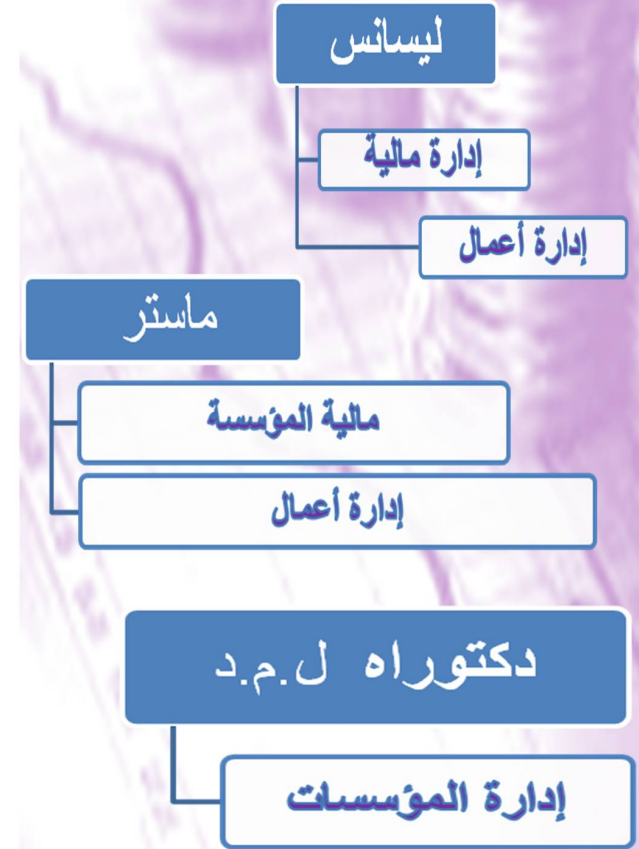 ليسانس
إدارة مالية
إدارة أعمال
ماستر
مالية المؤسسة
إدارة أعمال
دكتوراه ل.م.د
إدارة المؤسسات